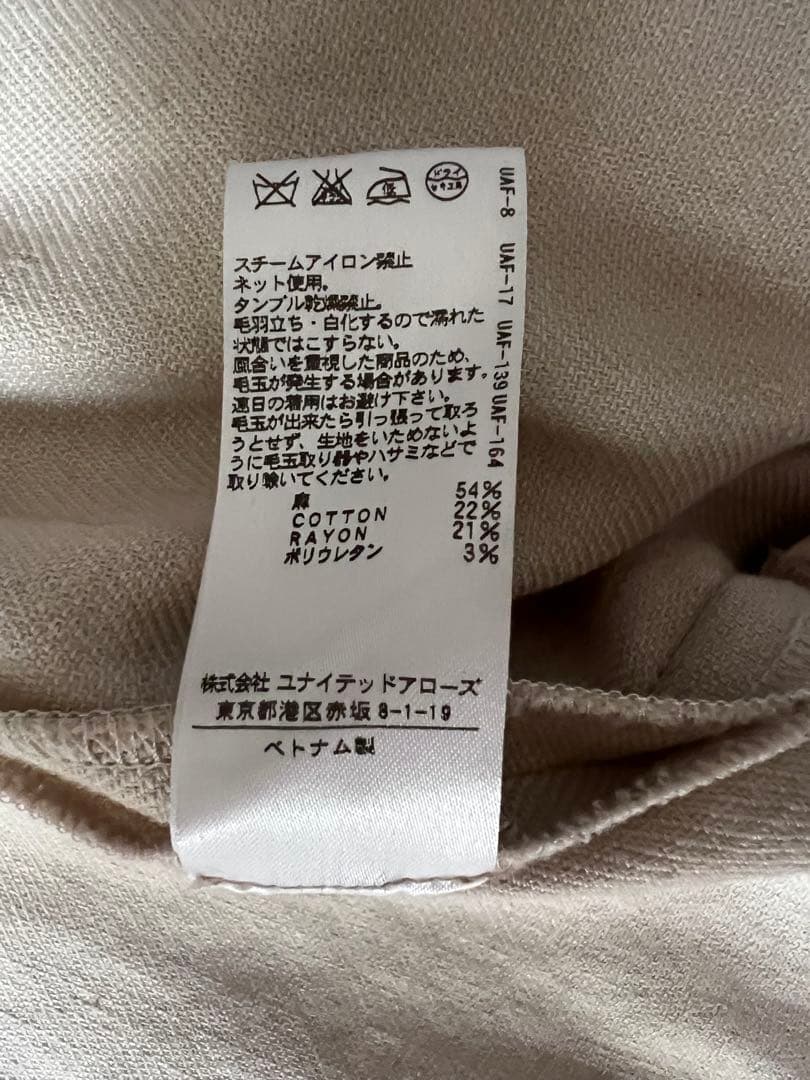 低
ドライ
セキユ系
スチームアイロン禁止
ネット使用。
タンブル乾燥禁止。
毛羽立ち・白化するので濡れた
状態ではこすらない。
風合いを重視した商品のため、
毛玉が発生する場合があります。
連日の着用はお避け下さい。
毛玉が出来たら引っ張って取ろ
うとせず、生地をいためないよ
うに毛玉取り器やハサミなどで
取り除いてください。
麻 54%
COTTON 22%
RAYON 21%
ポリウレタン 3%
UAF-8 UAF-17 UAF-139 UAF-164
株式会社 ユナイテッドアローズ
東京都港区赤坂 8-1-19
ベトナム製